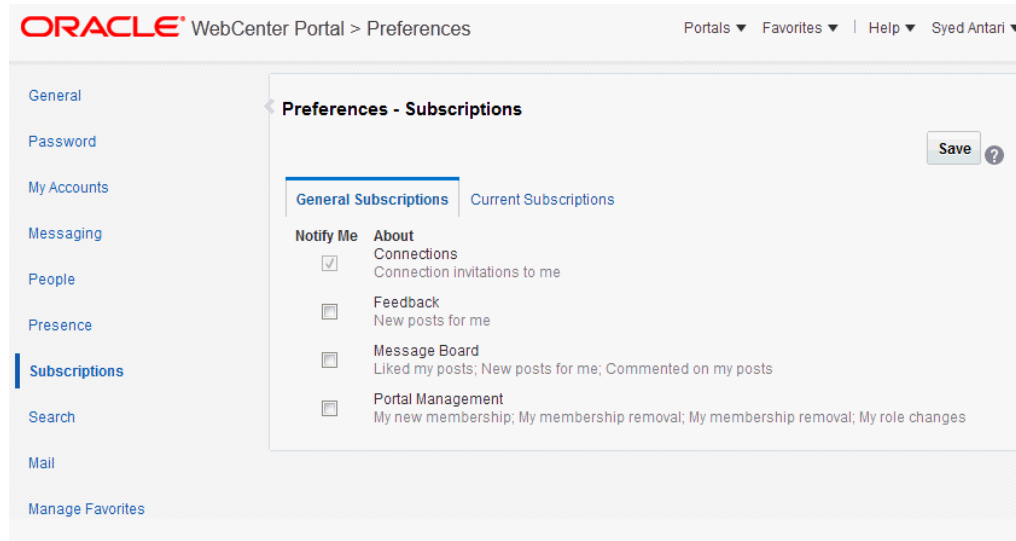 ORACLE WebCenter Portal > Preferences
Portals Favorites Help Syed Antari
General
Password
My Accounts
Messaging
People
Presence
Subscriptions
Search
Mail
Manage Favorites
Preferences - Subscriptions
Save ?
General Subscriptions Current Subscriptions
Notify Me About
Connections
Connection invitations to me
Feedback
New posts for me
Message Board
Liked my posts; New posts for me; Commented on my posts
Portal Management
My new membership; My membership removal; My membership removal; My role changes